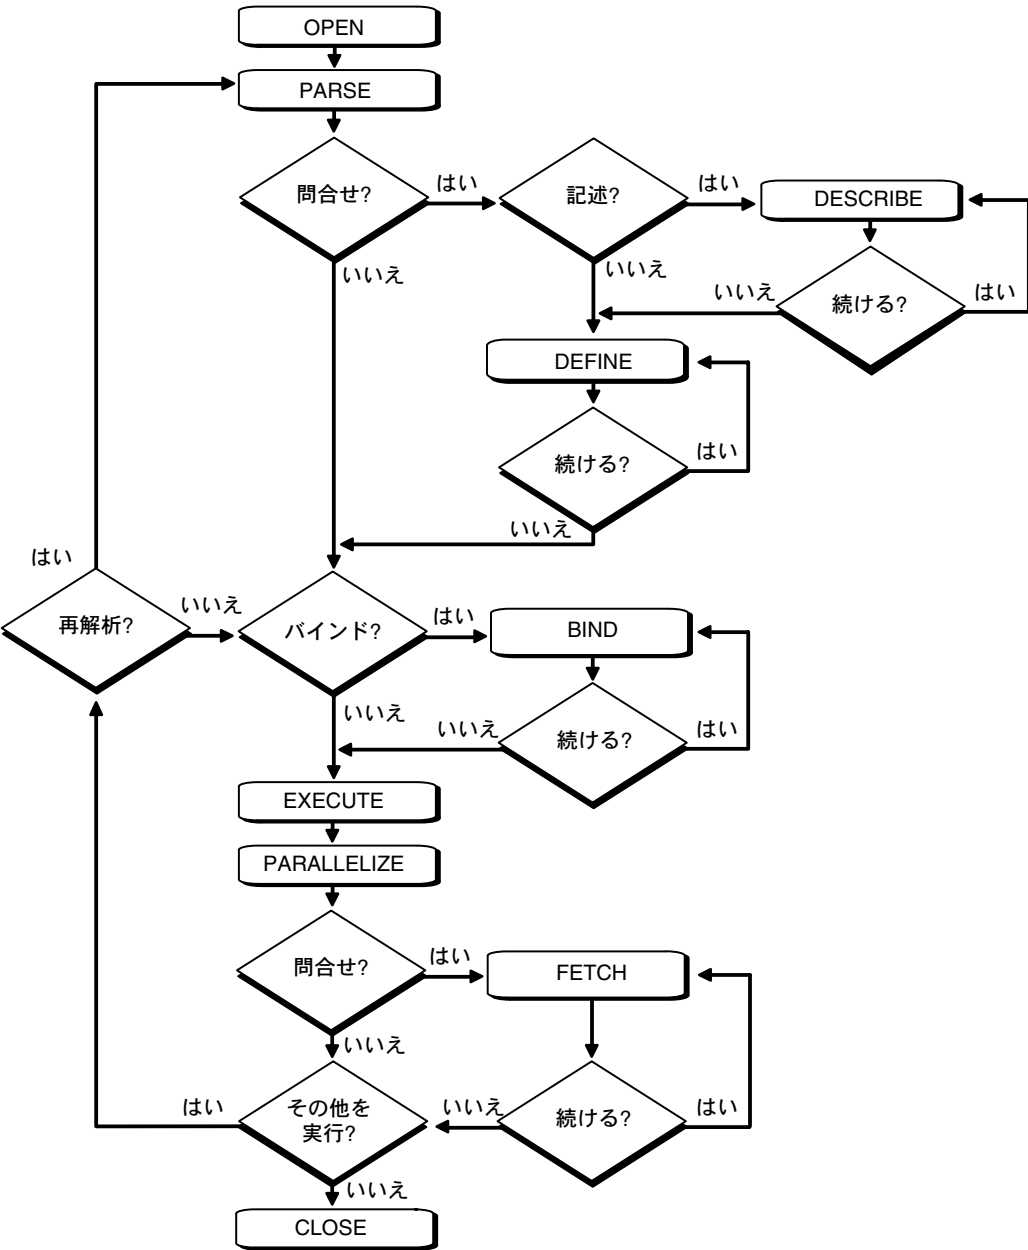 OPEN
PARSE
問合せ?
はい
記述?
はい
DESCRIBE
いいえ
いいえ
いいえ
続ける?
はい
DEFINE
続ける?
はい
いいえ
はい
再解析?
いいえ
バインド?
はい
BIND
いいえ
いいえ
続ける?
はい
EXECUTE
PARALLELIZE
問合せ?
はい
FETCH
いいえ
はい
その他を
実行?
いいえ
続ける?
はい
いいえ
CLOSE